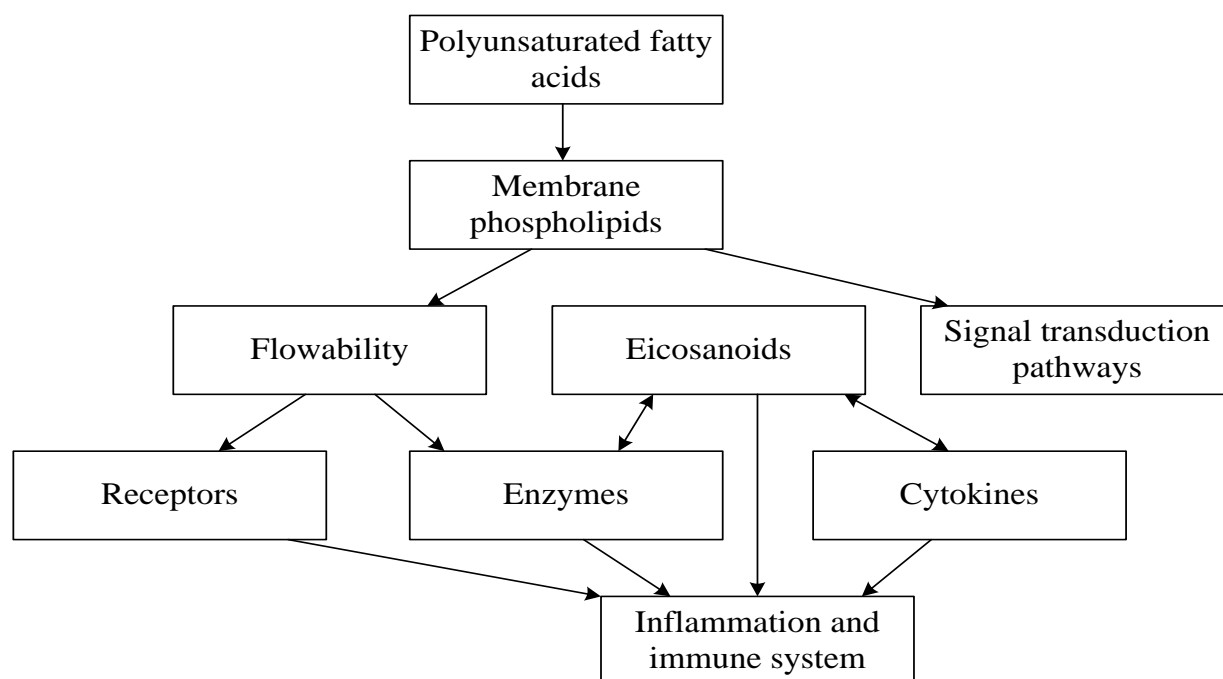 Polyunsaturated fatty
acids
Membrane
phospholipids
Flowability
Eicosanoids
Signal transduction
pathways
Receptors
Enzymes
Cytokines
Inflammation and
immune system